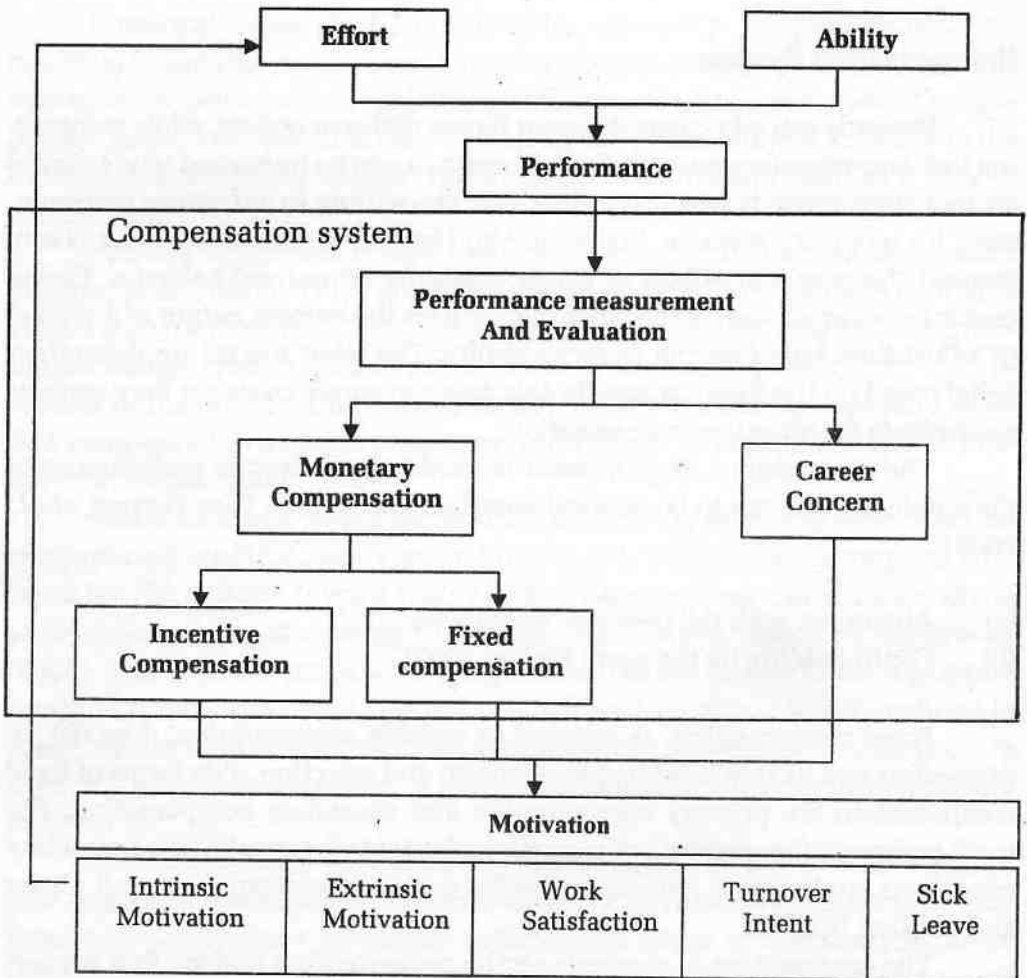 Effort
Ability
Performance
Compensation system
Performance measurement
And Evaluation
Monetary
Compensation
Career
Concern
Incentive
Compensation
Fixed
compensation
Motivation
Intrinsic
Motivation
Extrinsic
Motivation
Work
Satisfaction
Turnover
Intent
Sick
Leave